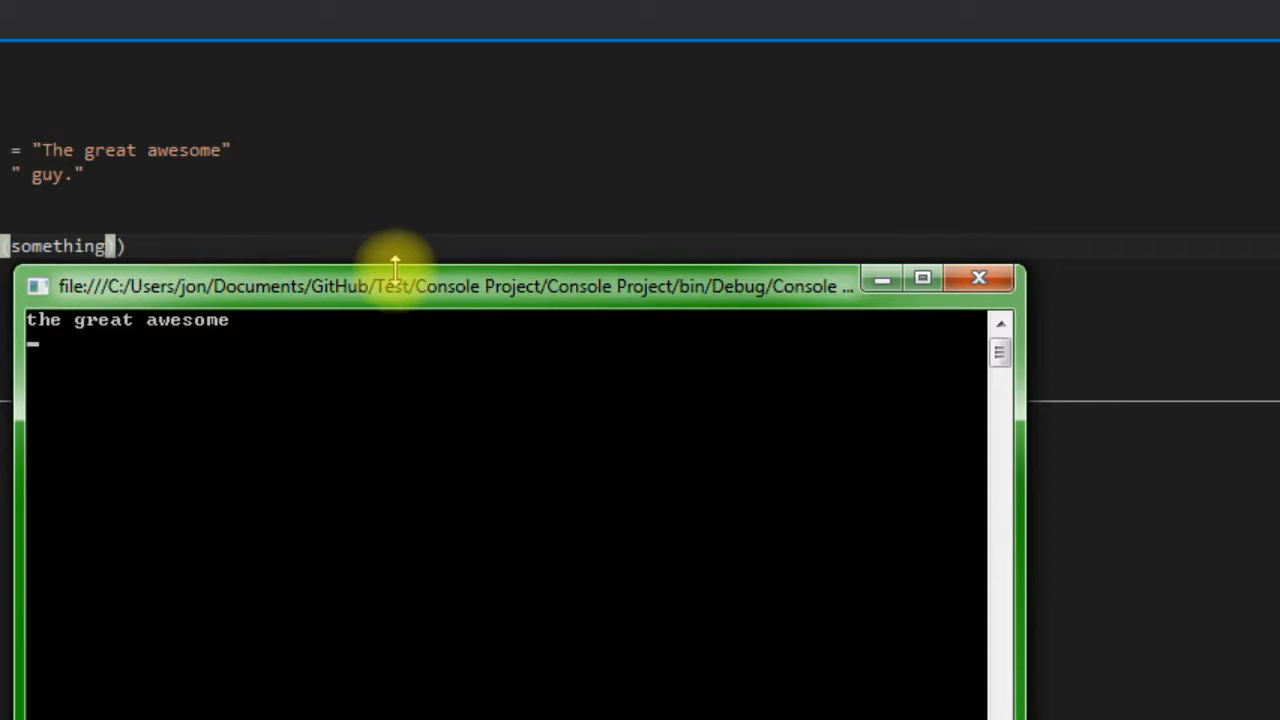 = "The great awesome"
" guy."
(something))
file:///C:/Users/jon/Documents/GitHub/Test/Console Project/Console Project/bin/Debug/Console ...
the great awesome